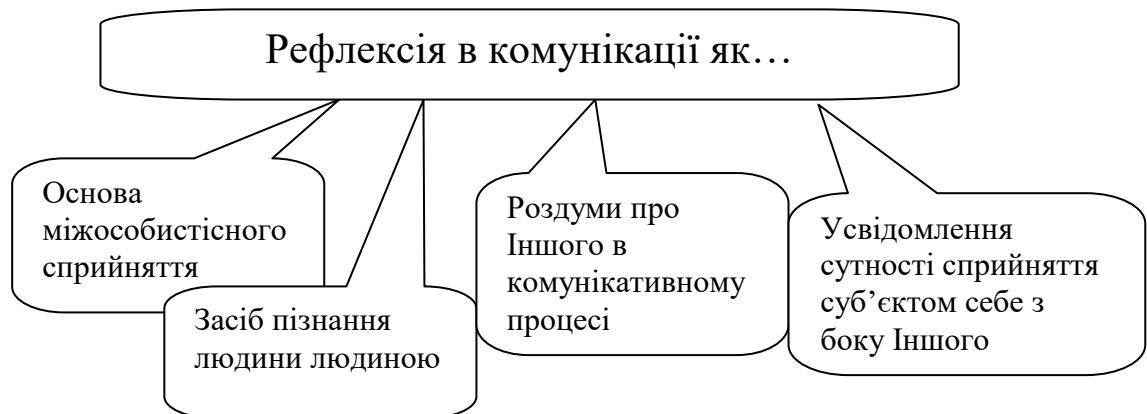 Рефлексія в комунікації як…
Основа
міжособистісного
сприйняття
Засіб пізнання
людини людиною
Роздуми про
Іншого в
комунікативному
процесі
Усвідомлення
сутності сприйняття
суб’єктом себе з
боку Іншого